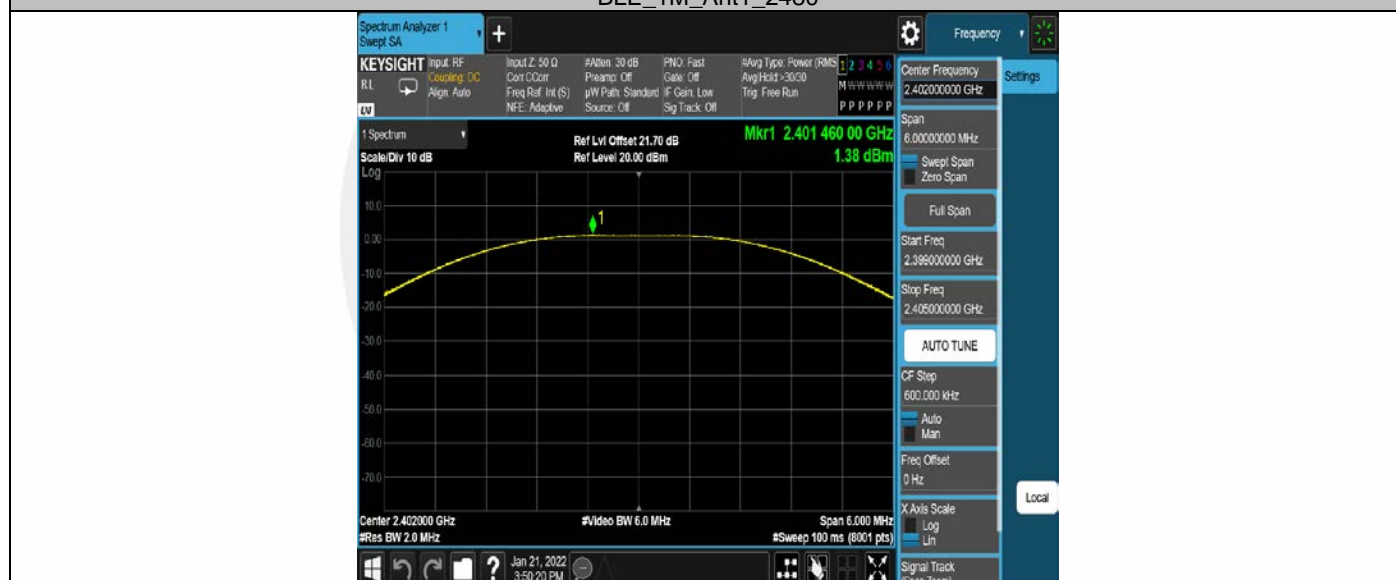 BLE_1M_Ant1_2480
Spectrum Analyzer 1
Swept SA
+
Frequency
KEYSIGHT
RL
Input: RF
Coupling: DC
Align: Auto
Input Z: 50 Ω
Corr CCorr
Freq Ref: Int (S)
NFE: Adaptive
#Atten: 30 dB
Preamp: Off
µW Path: Standard
Source: Off
PNO: Fast
Gate: Off
IF Gain: Low
Sig Track: Off
#Avg Type: Power (RMS
Avg|Hold:>30/30
Trig: Free Run
1 2 3 4 5 6
M W W W W W
P P P P P P
Center Frequency
2.402000000 GHz
Settings
Span
6.00000000 MHz
Swept Span
Zero Span
Full Span
Start Freq
2.399000000 GHz
Stop Freq
2.405000000 GHz
AUTO TUNE
CF Step
600.000 kHz
Auto
Man
Freq Offset
0 Hz
X Axis Scale
Log
Lin
Signal Track
(Span Zoom)
Local
1 Spectrum
Scale/Div 10 dB
Log
Ref Lvl Offset 21.70 dB
Ref Level 20.00 dBm
Mkr1 2.401 460 00 GHz
1.38 dBm
1
10.0
0.00
-10.0
-20.0
-30.0
-40.0
-50.0
-60.0
-70.0
Center 2.402000 GHz
#Res BW 2.0 MHz
#Video BW 6.0 MHz
Span 6.000 MHz
#Sweep 100 ms (8001 pts)
?
Jan 21, 2022
3:50:20 PM